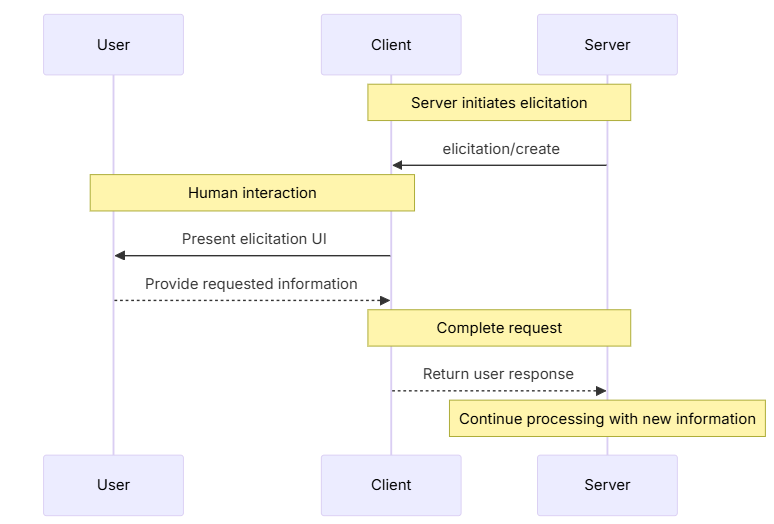 User
Client
Server
Server initiates elicitation
elicitation/create
Human interaction
Present elicitation UI
Provide requested information
Complete request
Return user response
Continue processing with new information
User
Client
Server